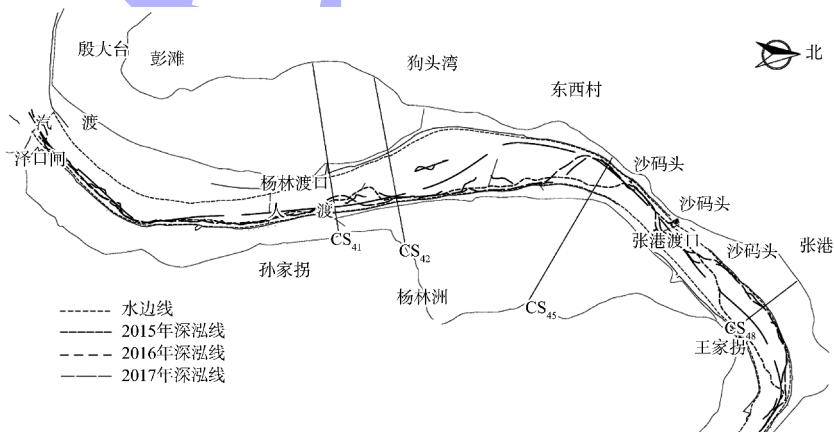 殷大台
彭滩
狗头湾
北
东西村
汽 渡
泽口闸
沙码头
杨林渡口
沙码头
人 渡
CS41
张港渡口
沙码头
张港
CS42
孙家拐
杨林洲
CS45
水边线
CS48
2015年深泓线
王家拐
2016年深泓线
2017年深泓线